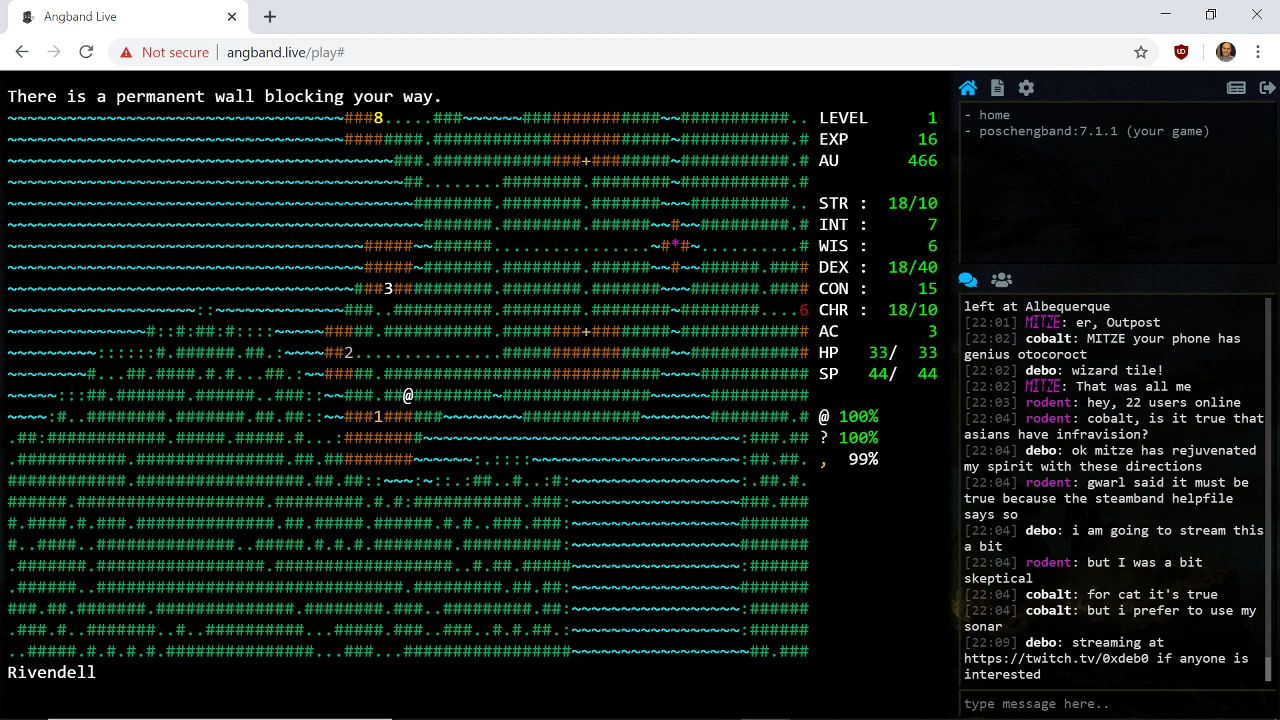 Angband Live
Not secure
angband.live/play#
There is a permanent wall blocking your way.
LEVEL 1
EXP 16
AU 466
STR : 18/10
INT : 7
WIS : 6
DEX : 18/40
CON : 15
CHR : 18/10
AC 3
HP 33/ 33
SP 44/ 44
@ 100%
? 100%
, 99%
Rivendell
- home
- poschengband:7.1.1 (your game)
left at Albequerque
[22:01] MITZE: er, Outpost
[22:02] cobalt: MITZE your phone has
genius otocoroct
[22:02] debo: wizard tile!
[22:02] MITZE: That was all me
[22:03] rodent: hey, 22 users online
[22:04] rodent: cobalt, is it true that
asians have infravision?
[22:04] debo: ok mitze has rejuvenated
my spirit with these directions
[22:04] rodent: gwarl said it must be
true because the steamband helpfile
says so
[22:04] debo: i am going to stream this
a bit
[22:04] rodent: but I was a bit
skeptical
[22:04] cobalt: for cat it's true
[22:04] cobalt: but i prefer to use my
sonar
[22:09] debo: streaming at
https://twitch.tv/0xdeb0 if anyone is
interested
type message here..